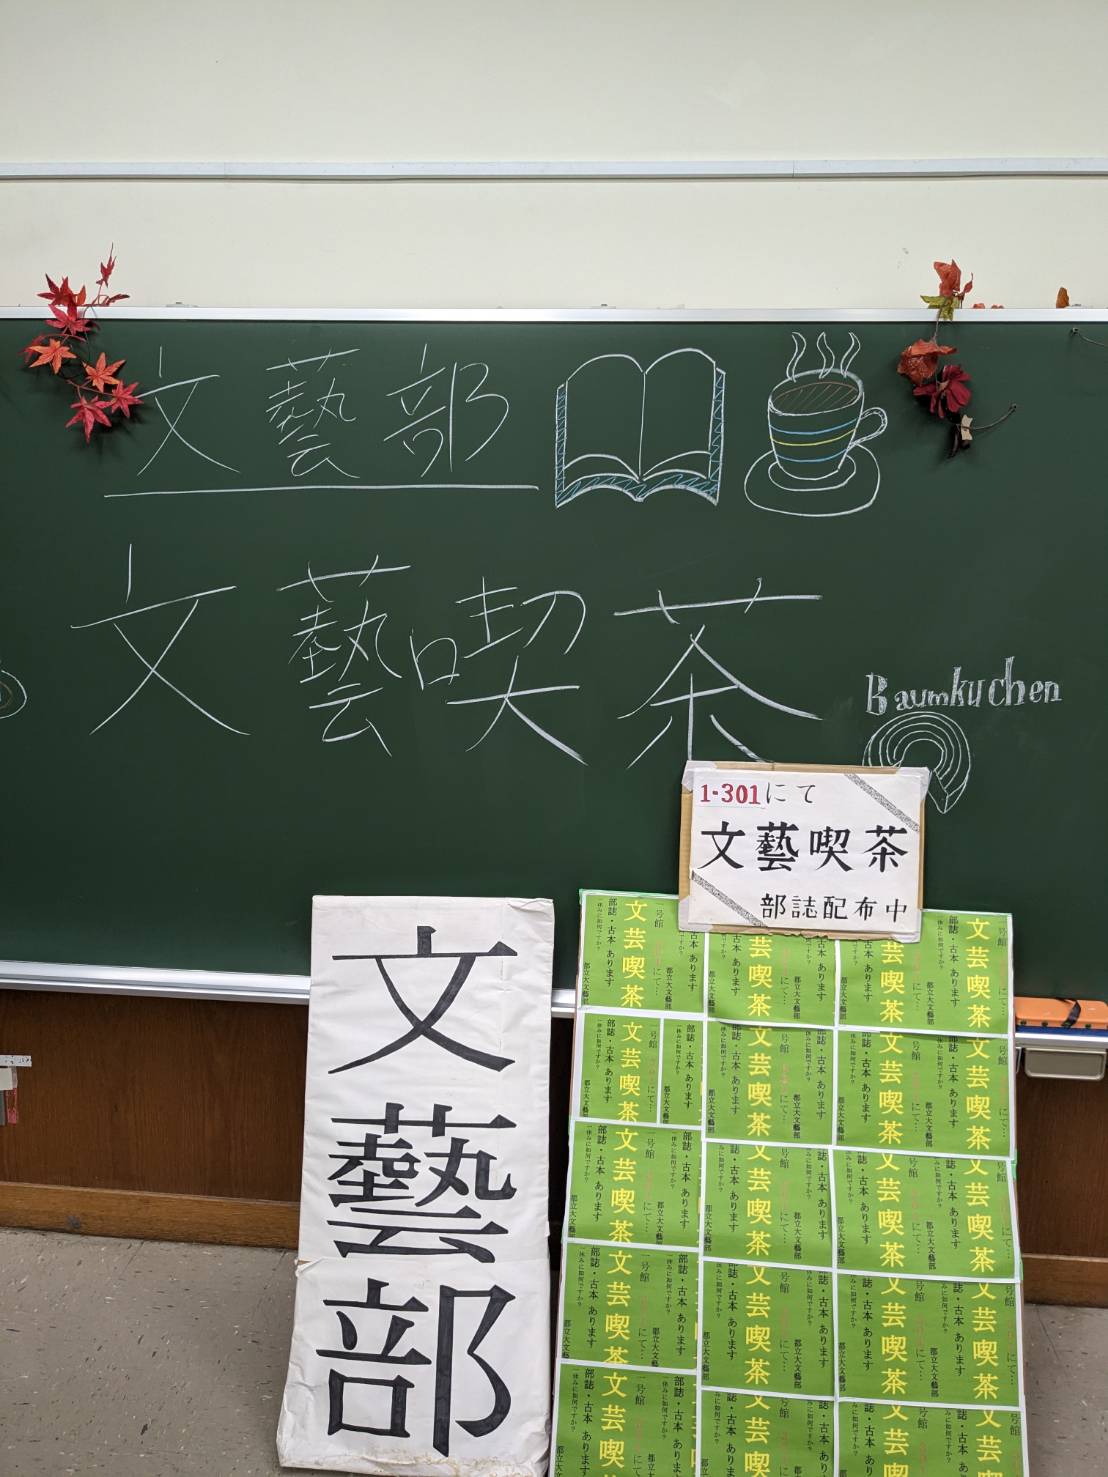 文藝部
文藝喫茶
Baumkuchen
1-301にて
文藝喫茶
部誌配布中
文藝部
文芸喫茶
一号館
にて…
部誌・古本 あります
一休みに如何ですか?
都立大文藝部